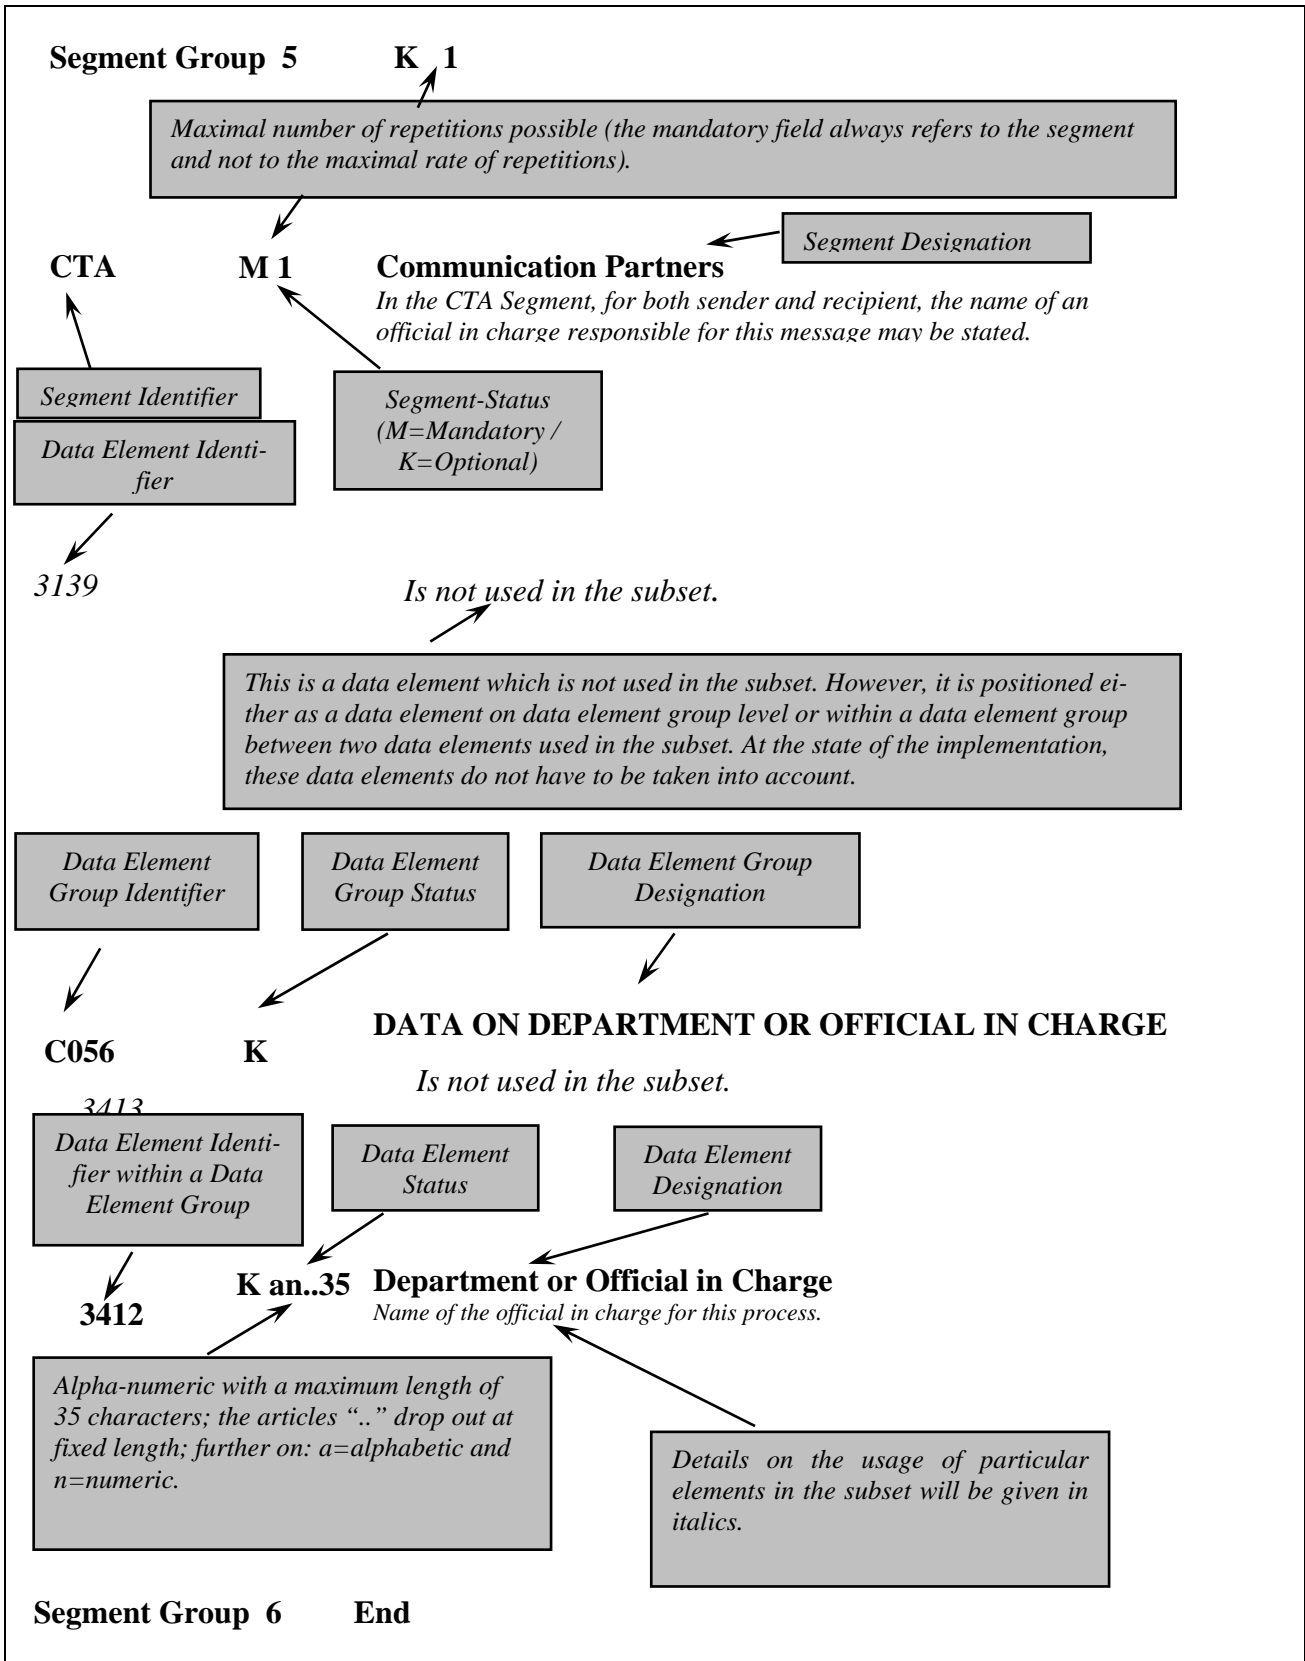 Segment Group 5 K 1
Maximal number of repetitions possible (the mandatory field always refers to the segment
and not to the maximal rate of repetitions).
Segment Designation
CTA M 1 Communication Partners
In the CTA Segment, for both sender and recipient, the name of an
official in charge responsible for this message may be stated.
Segment Identifier
Segment-Status
(M=Mandatory /
K=Optional)
Data Element Identi-
fier
3139 Is not used in the subset.
This is a data element which is not used in the subset. However, it is positioned ei-
ther as a data element on data element group level or within a data element group
between two data elements used in the subset. At the state of the implementation,
these data elements do not have to be taken into account.
Data Element
Group Identifier
Data Element
Group Status
Data Element Group
Designation
DATA ON DEPARTMENT OR OFFICIAL IN CHARGE
C056 K
Is not used in the subset.
3413
Data Element Identi-
fier within a Data
Element Group
Data Element
Status
Data Element
Designation
K an..35 Department or Official in Charge
3412 Name of the official in charge for this process.
Alpha-numeric with a maximum length of
35 characters; the articles “..” drop out at
fixed length; further on: a=alphabetic and
n=numeric.
Details on the usage of particular
elements in the subset will be given in
italics.
Segment Group 6 End